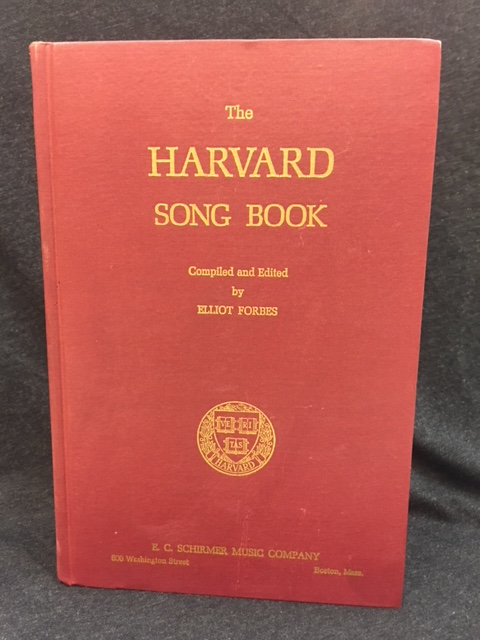 The
HARVARD
SONG BOOK
Compiled and Edited
by
ELLIOT FORBES
VE RI
TAS
HARVARD
E. C. SCHIRMER MUSIC COMPANY
600 Washington Street
Boston, Mass.